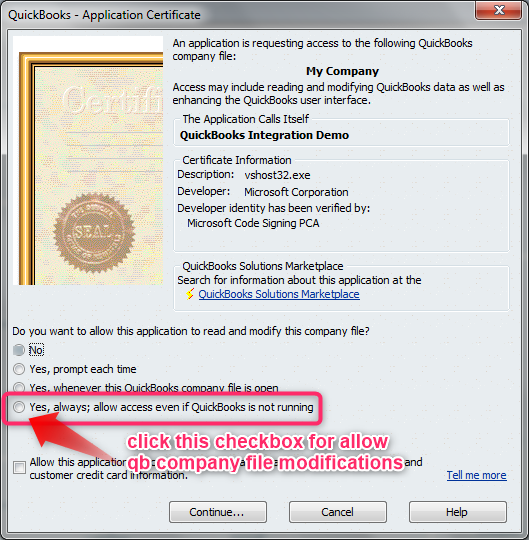 QuickBooks - Application Certificate
An application is requesting access to the following QuickBooks
company file:
My Company
Access may include reading and modifying QuickBooks data as well as
enhancing the QuickBooks user interface.
Certifi
SEAL
The Application Calls Itself
QuickBooks Integration Demo
Certificate Information
Description: vshost32.exe
Developer: Microsoft Corporation
Developer identity has been verified by:
Microsoft Code Signing PCA
QuickBooks Solutions Marketplace
Search for information about this application at the
QuickBooks Solutions Marketplace
Do you want to allow this application to read and modify this company file?
No
Yes, prompt each time
Yes, whenever this QuickBooks company file is open
Yes, always; allow access even if QuickBooks is not running
click this checkbox for allow
qb company file modifications
Allow this application and
customer credit card information.
Tell me more
Continue...
Cancel
Help